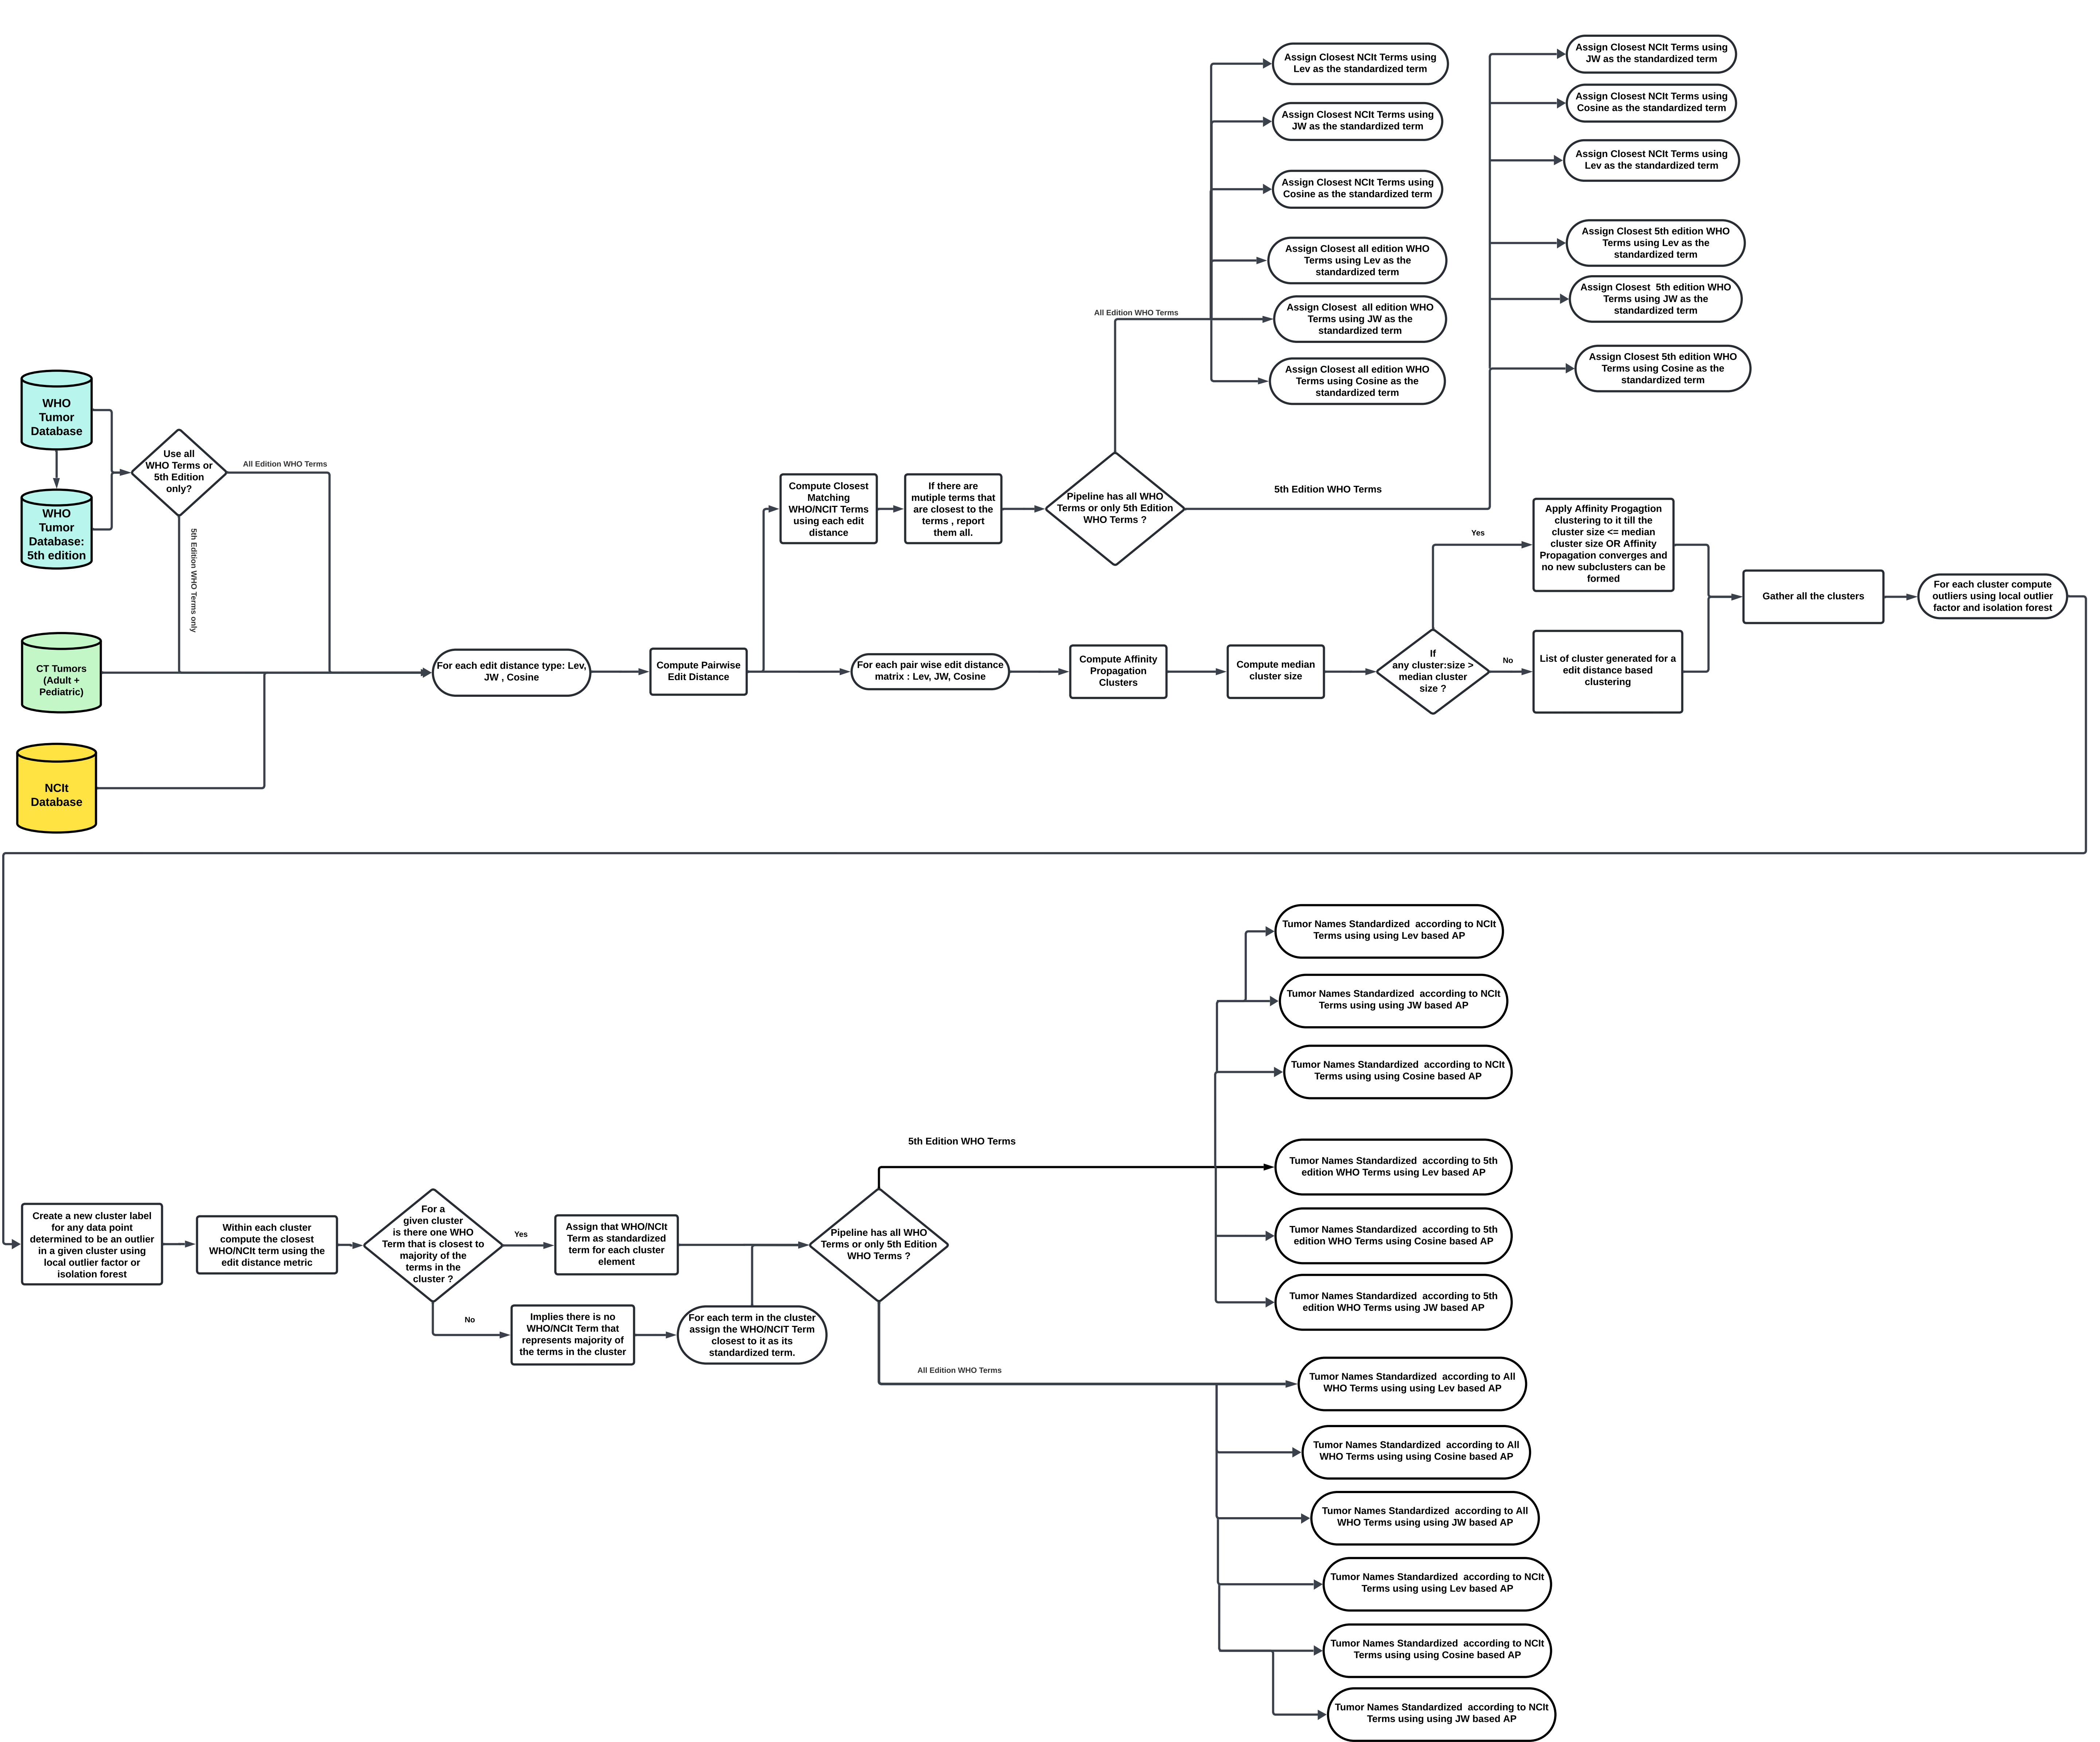 WHO
Tumor
Database
WHO
Tumor
Database:
5th edition
CT Tumors
(Adult +
Pediatric)
NCIt
Database
Use all
WHO Terms or
5th Edition
only?
All Edition WHO Terms
5th Edition WHO Terms only
For each edit distance type: Lev,
JW , Cosine
Compute Pairwise
Edit Distance
Compute Closest
Matching
WHO/NCIT Terms
using each edit
distance
If there are
mutiple terms that
are closest to the
terms , report
them all.
Pipeline has all WHO
Terms or only 5th Edition
WHO Terms ?
All Edition WHO Terms
Assign Closest NCIt Terms using
Lev as the standardized term
Assign Closest NCIt Terms using
JW as the standardized term
Assign Closest NCIt Terms using
Cosine as the standardized term
Assign Closest all edition WHO
Terms using Lev as the
standardized term
Assign Closest  all edition WHO
Terms using JW as the
standardized term
Assign Closest all edition WHO
Terms using Cosine as the
standardized term
5th Edition WHO Terms
Assign Closest NCIt Terms using
JW as the standardized term
Assign Closest NCIt Terms using
Cosine as the standardized term
Assign Closest NCIt Terms using
Lev as the standardized term
Assign Closest 5th edition WHO
Terms using Lev as the
standardized term
Assign Closest  5th edition WHO
Terms using JW as the
standardized term
Assign Closest 5th edition WHO
Terms using Cosine as the
standardized term
For each pair wise edit distance
matrix : Lev, JW, Cosine
Compute Affinity
Propagation
Clusters
Compute median
cluster size
If
any cluster:size >
median cluster
size ?
Yes
Apply Affinity Progagtion
clustering to it till the
cluster size <= median
cluster size OR Affinity
Propagation converges and
no new subclusters can be
formed
No
List of cluster generated for a
edit distance based
clustering
Gather all the clusters
For each cluster compute
outliers using local outlier
factor and isolation forest
Create a new cluster label
for any data point
determined to be an outlier
in a given cluster using
local outlier factor or
isolation forest
Within each cluster
compute the closest
WHO/NCIt term using the
edit distance metric
For a
given cluster
is there one WHO
Term that is closest to
majority of the
terms in the
cluster ?
Yes
Assign that WHO/NCIt
Term as standardized
term for each cluster
element
No
Implies there is no
WHO/NCIt Term that
represents majority of
the terms in the cluster
For each term in the cluster
assign the WHO/NCIT Term
closest to it as its
standardized term.
Pipeline has all WHO
Terms or only 5th Edition
WHO Terms ?
5th Edition WHO Terms
Tumor Names Standardized  according to NCIt
Terms using using Lev based AP
Tumor Names Standardized  according to NCIt
Terms using using JW based AP
Tumor Names Standardized  according to NCIt
Terms using using Cosine based AP
Tumor Names Standardized  according to 5th
edition WHO Terms using Lev based AP
Tumor Names Standardized  according to 5th
edition WHO Terms using Cosine based AP
Tumor Names Standardized  according to 5th
edition WHO Terms using JW based AP
All Edition WHO Terms
Tumor Names Standardized  according to All
WHO Terms using using Lev based AP
Tumor Names Standardized  according to All
WHO Terms using using Cosine based AP
Tumor Names Standardized  according to All
WHO Terms using using JW based AP
Tumor Names Standardized  according to NCIt
Terms using using Lev based AP
Tumor Names Standardized  according to NCIt
Terms using using Cosine based AP
Tumor Names Standardized  according to NCIt
Terms using using JW based AP